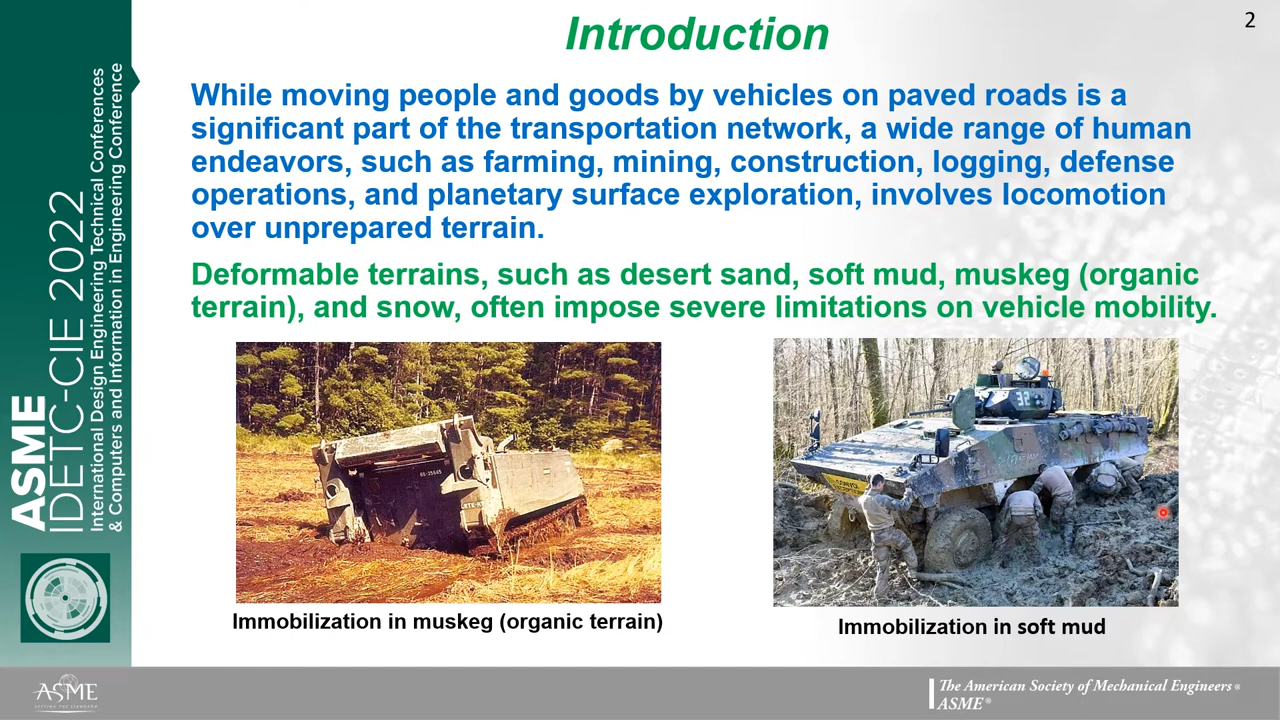 2
Introduction
While moving people and goods by vehicles on paved roads is a
significant part of the transportation network, a wide range of human
endeavors, such as farming, mining, construction, logging, defense
operations, and planetary surface exploration, involves locomotion
over unprepared terrain.
Deformable terrains, such as desert sand, soft mud, muskeg (organic
terrain), and snow, often impose severe limitations on vehicle mobility.
32
Immobilization in muskeg (organic terrain)
Immobilization in soft mud
ASME
IDETC-CIE 2022
International Design Engineering Technical Conferences
& Computers and Information in Engineering Conference
ASME
SETTING THE STANDARD
The American Society of Mechanical Engineers ®
ASME ®